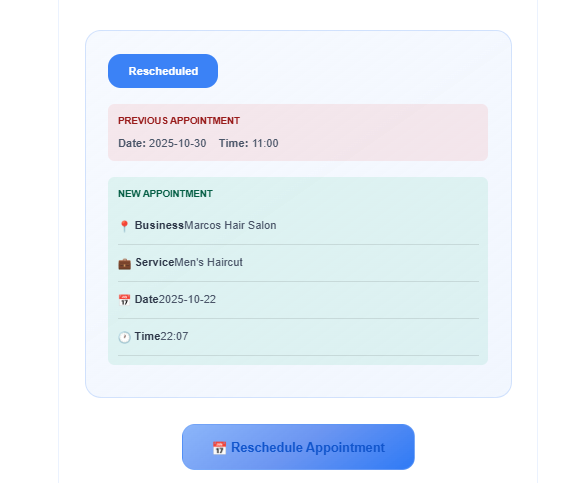 Rescheduled
PREVIOUS APPOINTMENT
Date: 2025-10-30 Time: 11:00
NEW APPOINTMENT
📍 BusinessMarcos Hair Salon
💼 ServiceMen's Haircut
📅 Date2025-10-22
🕐 Time22:07
📅 Reschedule Appointment